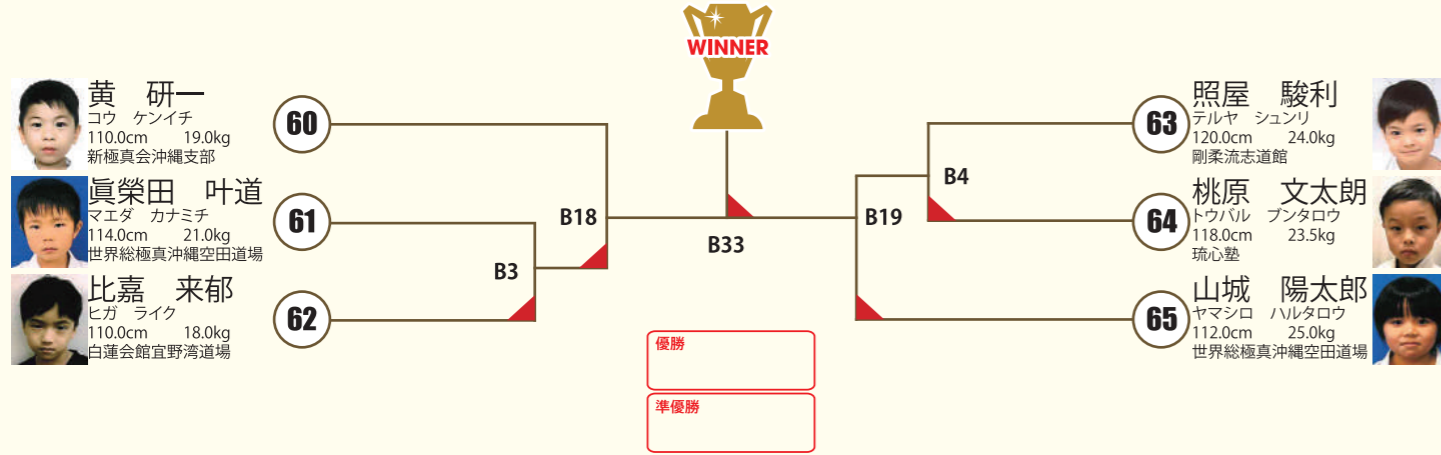 WINNER
黄　研一
コウ　ケンイチ
110.0cm　19.0kg
新極真会沖縄支部
60
眞榮田　叶道
マエダ　カナミチ
114.0cm　21.0kg
世界総極真沖縄空田道場
61
比嘉　来郁
ヒガ　ライク
110.0cm　18.0kg
白蓮会館宜野湾道場
62
B3
B18
B33
B19
B4
63
照屋　駿利
テルヤ　シュンリ
120.0cm　24.0kg
剛柔流志道館
64
桃原　文太朗
トウバル　ブンタロウ
118.0cm　23.5kg
琉心塾
65
山城　陽太郎
ヤマシロ　ハルタロウ
112.0cm　25.0kg
世界総極真沖縄空田道場
優勝
準優勝